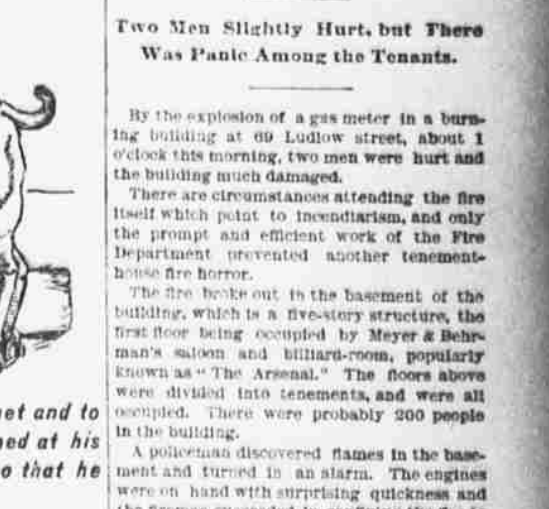 Two Men Slightly Hurt, but There
Was Panic Among the Tenants.
By the explosion of a gas meter in a burn-
ing building at 69 Ludlow street, about 1
o'clock this morning, two men were hurt and
the building much damaged.
There are circumstances attending the fire
itself which point to incendiarism, and only
the prompt and efficient work of the Fire
Department prevented another tenement-
house fire horror.
The fire broke out in the basement of the
building, which is a five-story structure, the
first floor being occupied by Meyer & Behr-
man's saloon and billiard-room, popularly
known as "The Arsenal." The floors above
were divided into tenements, and were all
occupied. There were probably 200 people
in the building.
A policeman discovered flames in the base-
ment and turned in an alarm. The engines
were on hand with surprising quickness and
et and to
ed at his
o that he